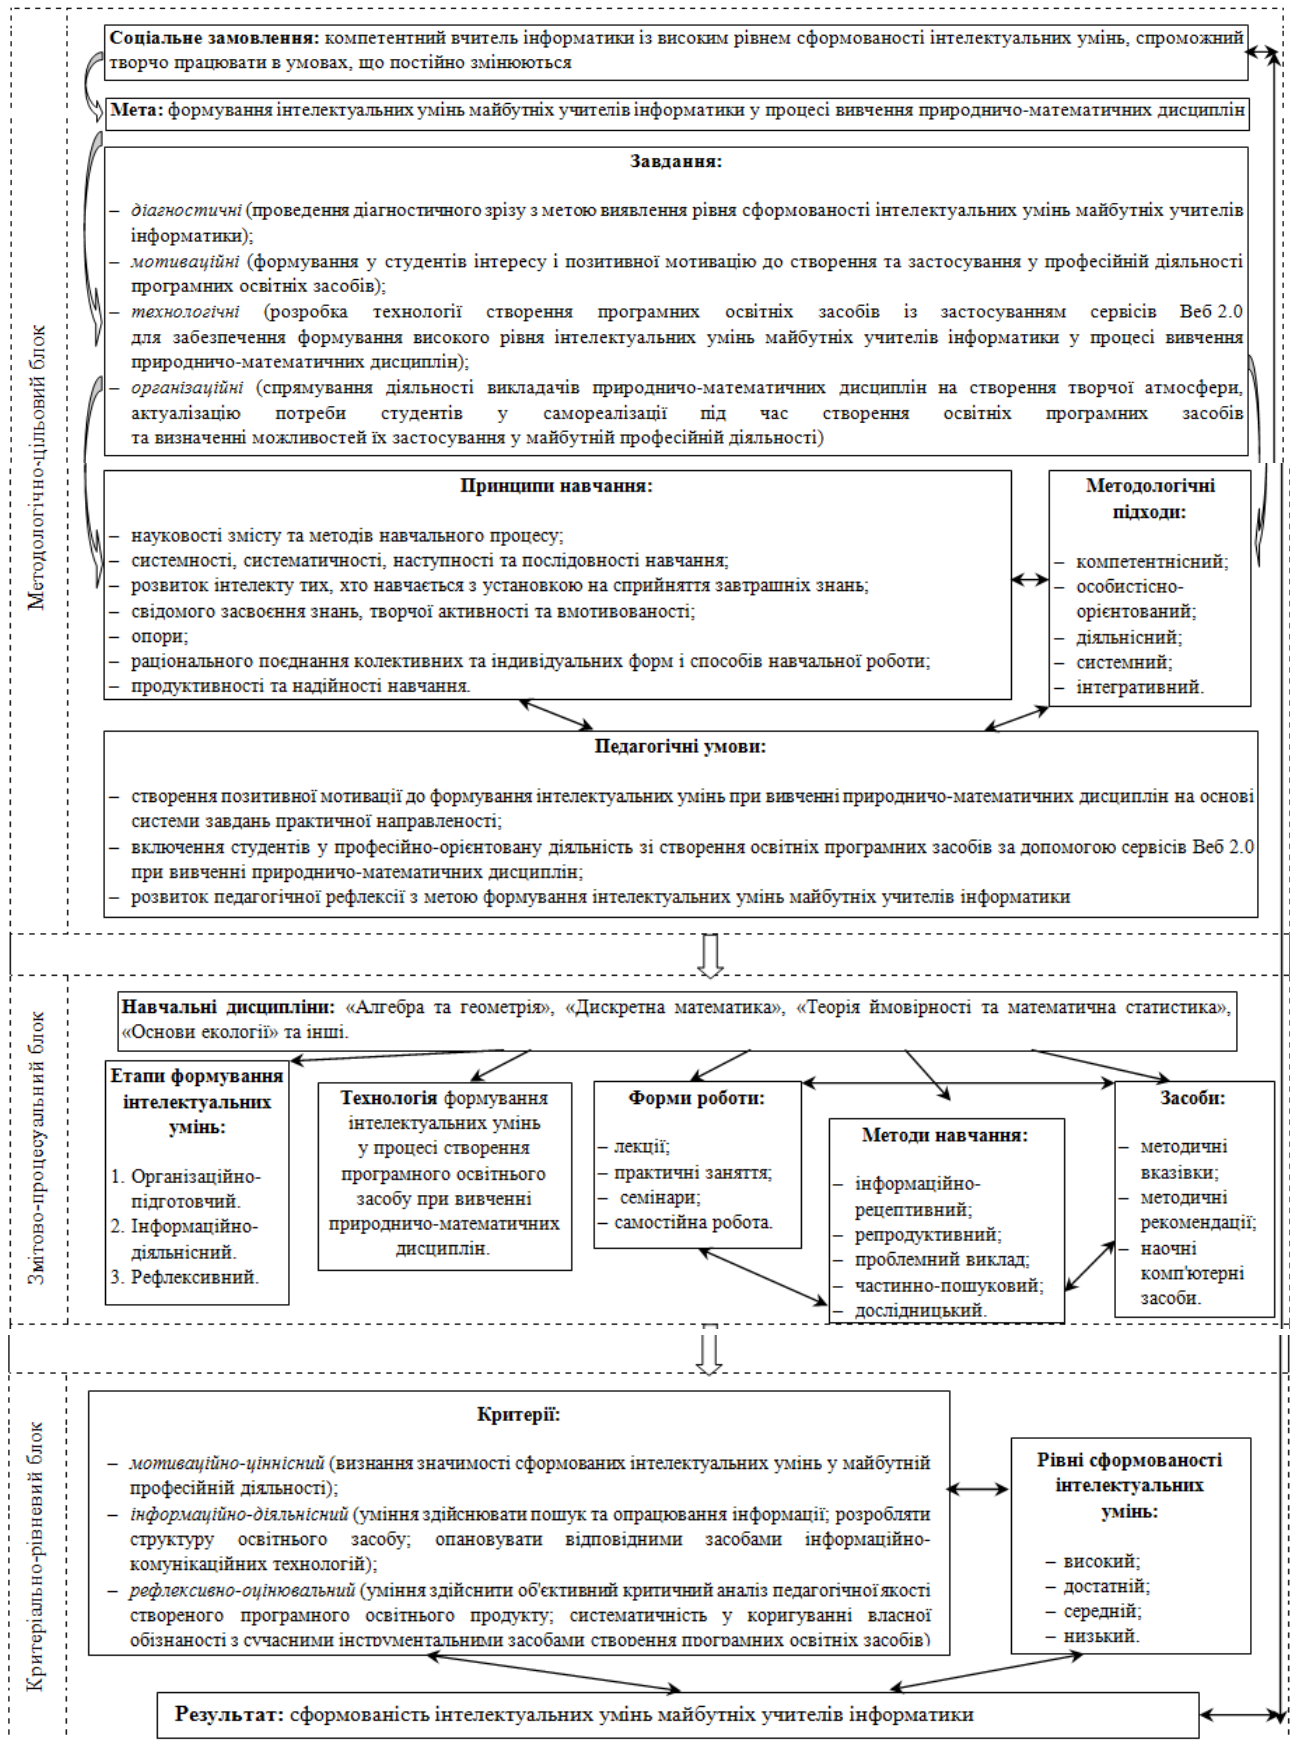 Методологічно-цільовий блок
Соціальне замовлення: компетентний вчитель інформатики із високим рівнем сформованості інтелектуальних умінь, спроможний
творчо працювати в умовах, що постійно змінюються
Мета: формування інтелектуальних умінь майбутніх учителів інформатики у процесі вивчення природничо-математичних дисциплін
Завдання:
– діагностичні (проведення діагностичного зрізу з метою виявлення рівня сформованості інтелектуальних умінь майбутніх учителів
інформатики);
– мотиваційні (формування у студентів інтересу і позитивної мотивацію до створення та застосування у професійній діяльності
програмних освітніх засобів);
– технологічні (розробка технології створення програмних освітніх засобів із застосуванням сервісів Веб 2.0
для забезпечення формування високого рівня інтелектуальних умінь майбутніх учителів інформатики у процесі вивчення
природничо-математичних дисциплін);
– організаційні (спрямування діяльності викладачів природничо-математичних дисциплін на створення творчої атмосфери,
актуалізацію потреби студентів у самореалізації під час створення освітніх програмних засобів
та визначенні можливостей їх застосування у майбутній професійній діяльності)
Принципи навчання:
– науковості змісту та методів навчального процесу;
– системності, систематичності, наступності та послідовності навчання;
– розвиток інтелекту тих, хто навчається з установкою на сприйняття завтрашніх знань;
– свідомого засвоєння знань, творчої активності та вмотивованості;
– опори;
– раціонального поєднання колективних та індивідуальних форм і способів навчальної роботи;
– продуктивності та надійності навчання.
Методологічні
підходи:
– компетентнісний;
– особистісно-
орієнтований;
– діяльнісний;
– системний;
– інтегративний.
Педагогічні умови:
– створення позитивної мотивації до формування інтелектуальних умінь при вивченні природничо-математичних дисциплін на основі
системи завдань практичної направленості;
– включення студентів у професійно-орієнтовану діяльність зі створення освітніх програмних засобів за допомогою сервісів Веб 2.0
при вивченні природничо-математичних дисциплін;
– розвиток педагогічної рефлексії з метою формування інтелектуальних умінь майбутніх учителів інформатики
Змітово-процесуальний блок
Навчальні дисципліни: «Алгебра та геометрія», «Дискретна математика», «Теорія ймовірності та математична статистика»,
«Основи екології» та інші.
Етапи формування
інтелектуальних
умінь:
1. Організаційно-
підготовчий.
2. Інформаційно-
діяльнісний.
3. Рефлексивний.
Технологія формування
інтелектуальних умінь
у процесі створення
програмного освітнього
засобу при вивченні
природничо-математичних
дисциплін.
Форми роботи:
– лекції;
– практичні заняття;
– семінари;
– самостійна робота.
Методи навчання:
– інформаційно-
рецептивний;
– репродуктивний;
– проблемний виклад;
– частинно-пошуковий;
– дослідницький.
Засоби:
– методичні
вказівки;
– методичні
рекомендації;
– наочні
комп'ютерні
засоби.
Критеріально-рівневий блок
Критерії:
– мотиваційно-ціннісний (визнання значимості сформованих інтелектуальних умінь у майбутній
професійній діяльності);
– інформаційно-діяльнісний (уміння здійснювати пошук та опрацювання інформації; розробляти
структуру освітнього засобу; опановувати відповідними засобами інформаційно-
комунікаційних технологій);
– рефлексивно-оцінювальний (уміння здійснити об'єктивний критичний аналіз педагогічної якості
створеного програмного освітнього продукту; систематичність у коригуванні власної
обізнаності з сучасними інструментальними засобами створення програмних освітніх засобів)
Рівні сформованості
інтелектуальних
умінь:
– високий;
– достатній;
– середній;
– низький.
Результат: сформованість інтелектуальних умінь майбутніх учителів інформатики